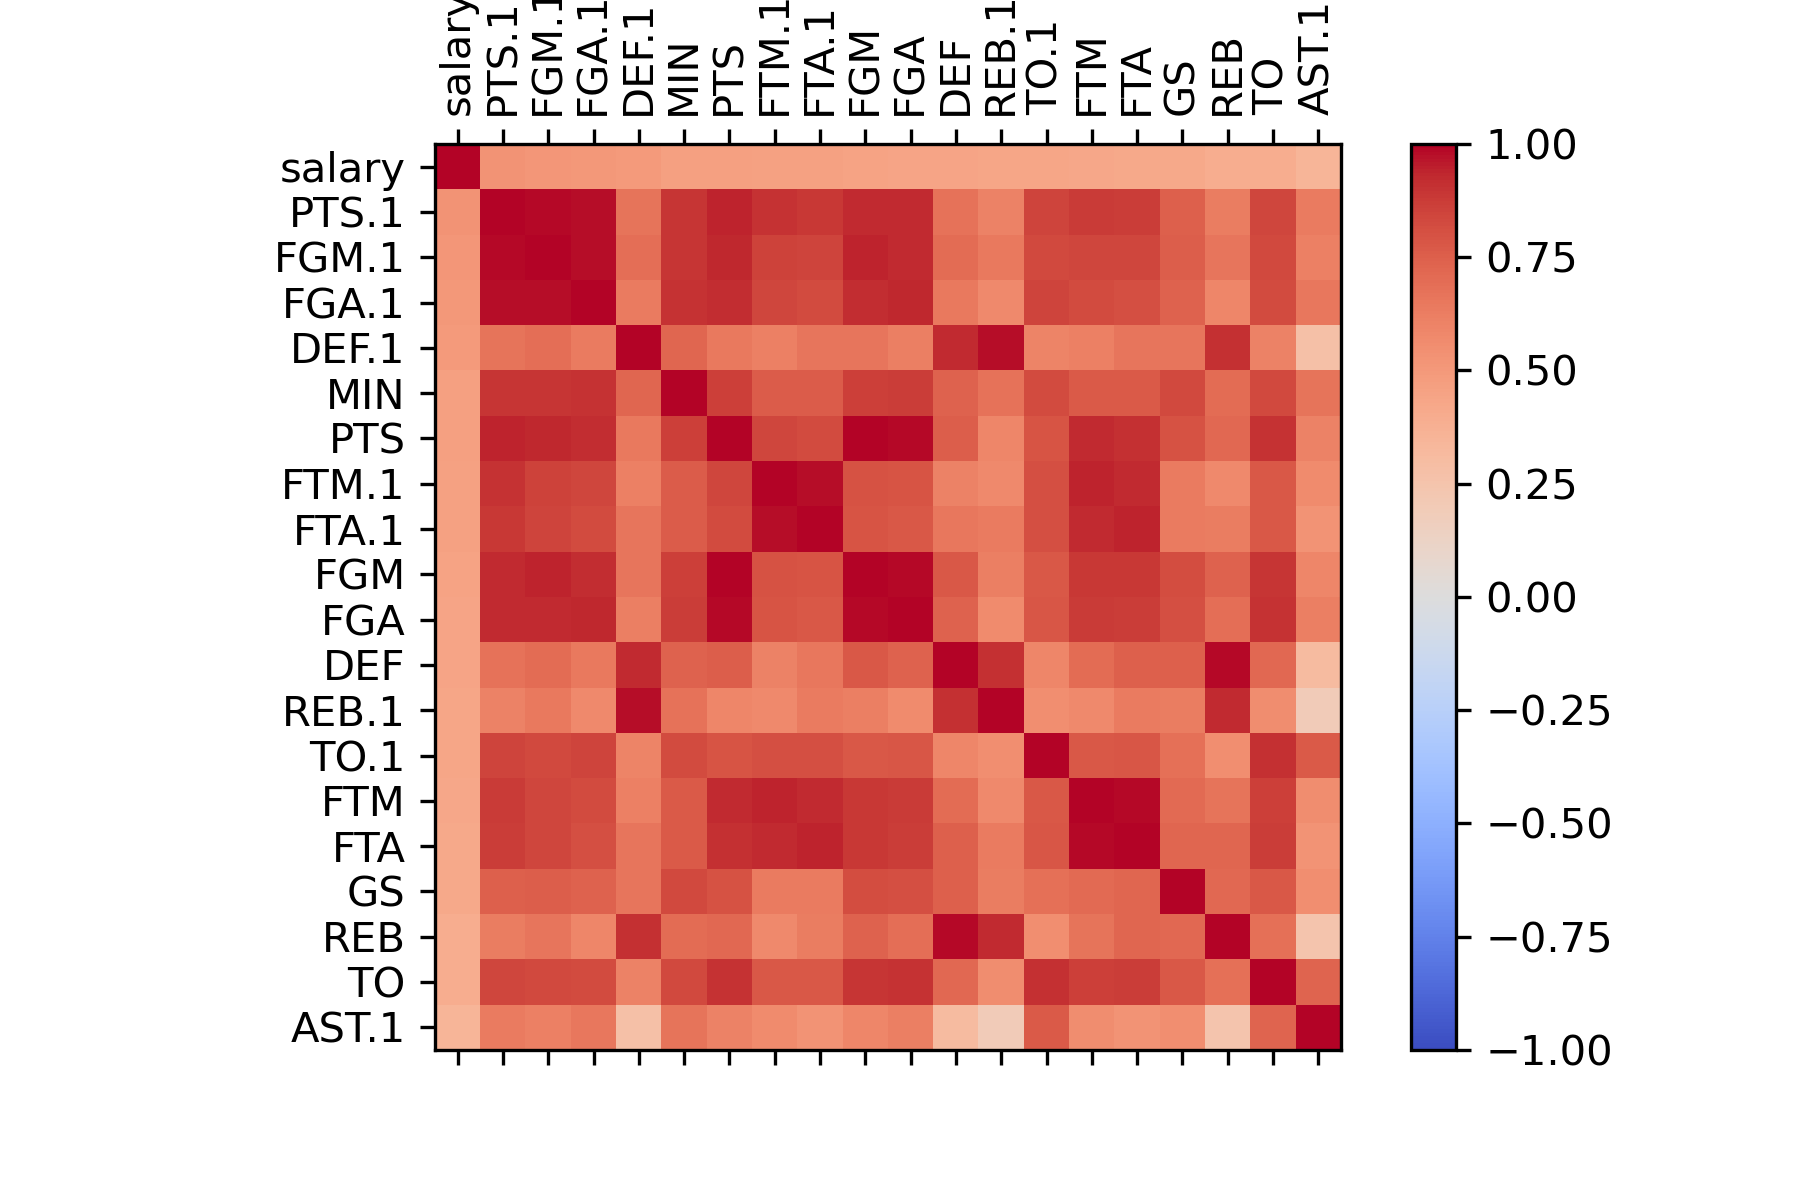 salary PTS.1 FGM.1 FGA.1 DEF.1 MIN PTS FTM.1 FTA.1 FGM FGA DEF REB.1 TO.1 FTM FTA GS REB TO AST.1
salary
PTS.1
FGM.1
FGA.1
DEF.1
MIN
PTS
FTM.1
FTA.1
FGM
FGA
DEF
REB.1
TO.1
FTM
FTA
GS
REB
TO
AST.1
1.00
0.75
0.50
0.25
0.00
−0.25
−0.50
−0.75
−1.00